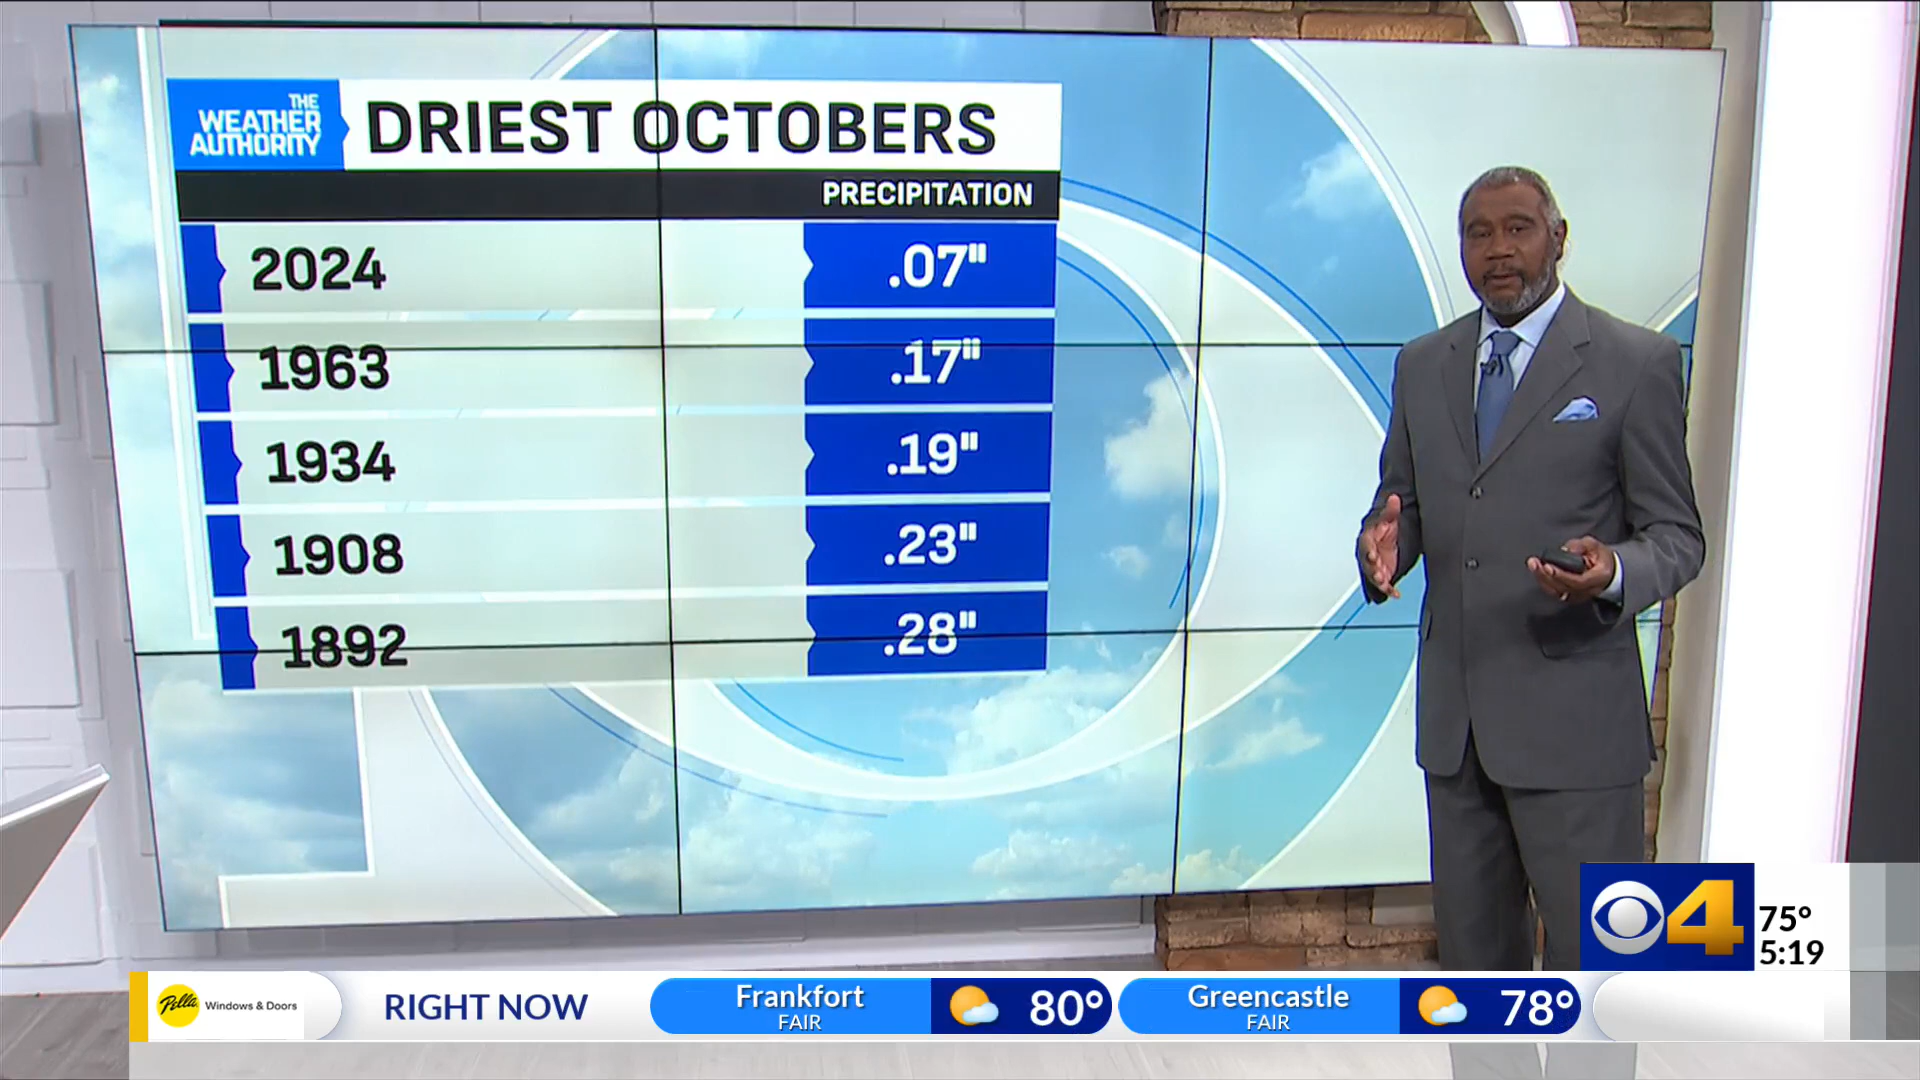 THE
WEATHER
AUTHORITY
DRIEST OCTOBERS
PRECIPITATION
2024 .07"
1963 .17"
1934 .19"
1908 .23"
1892 .28"
4
75°
5:19
Pella Windows & Doors
RIGHT NOW
Frankfort
FAIR
80°
Greencastle
FAIR
78°